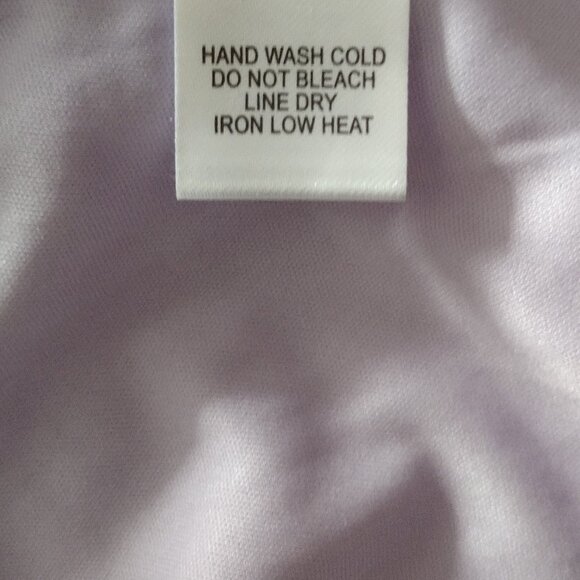 HAND WASH COLD
DO NOT BLEACH
LINE DRY
IRON LOW HEAT